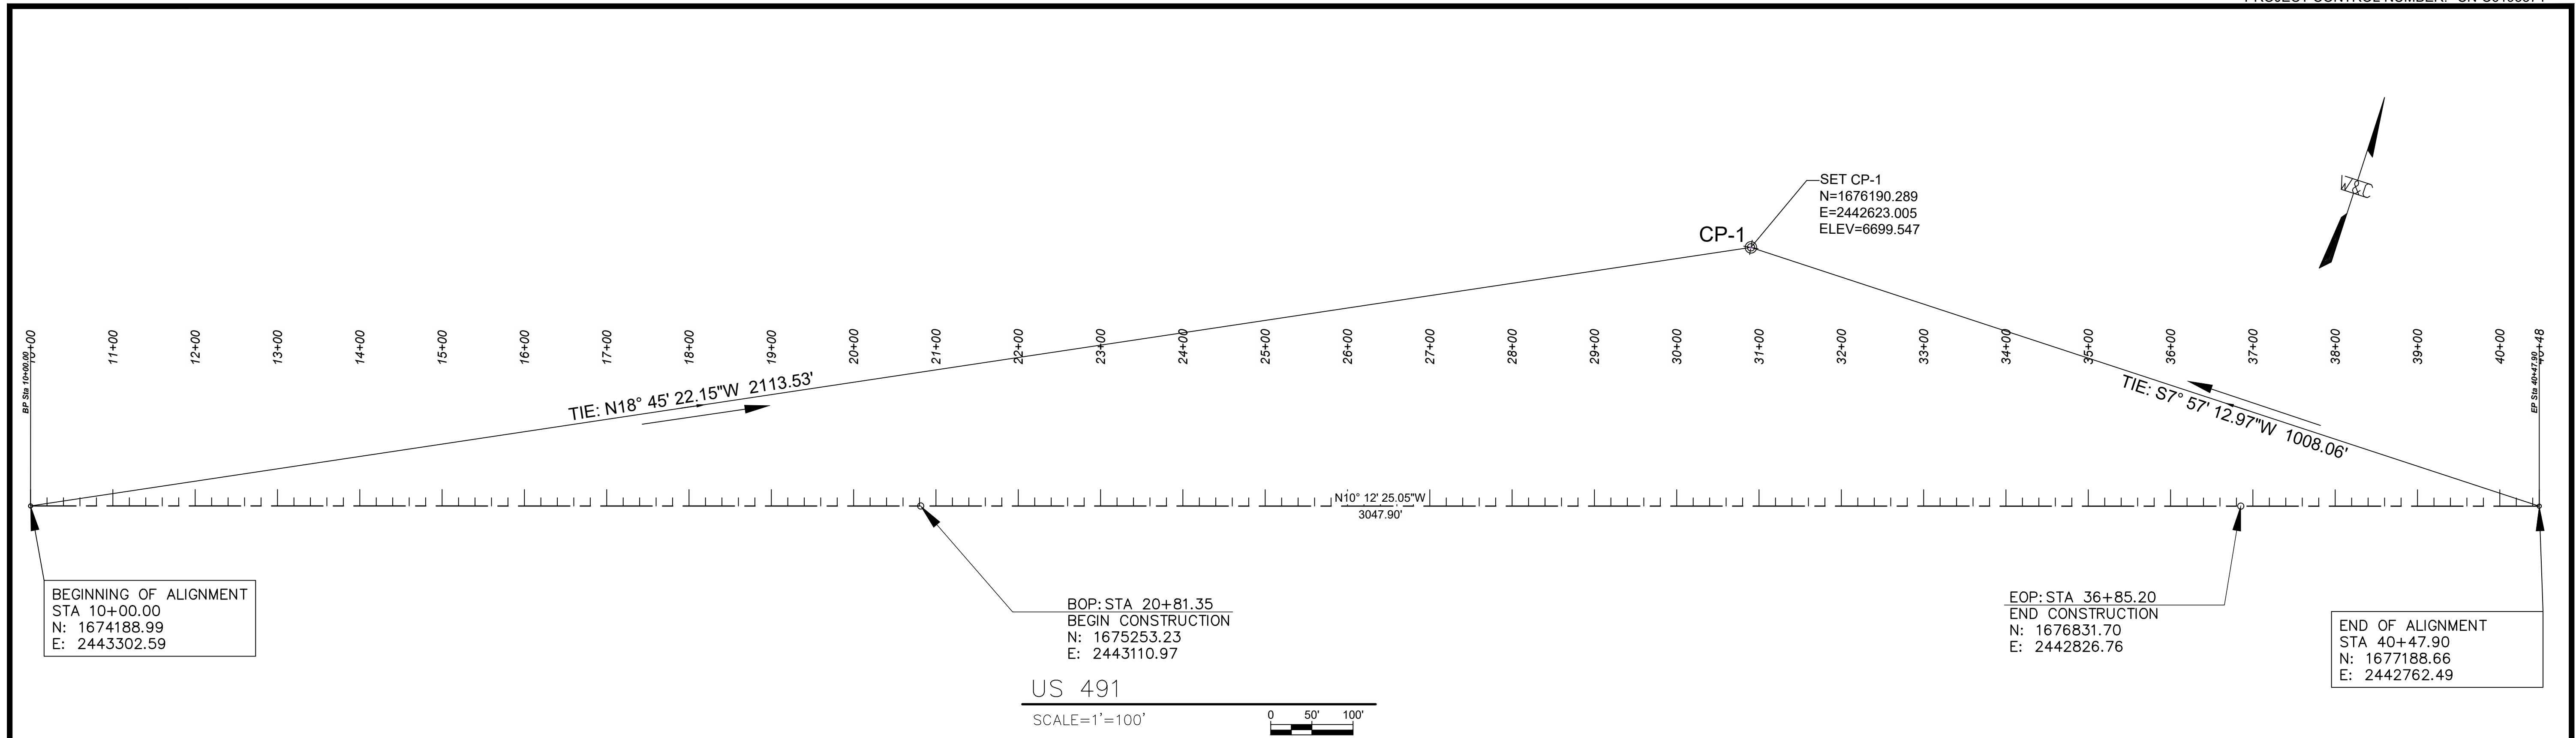 SET CP-1
N=1676190.289
E=2442623.005
ELEV=6699.547
CP-1
W&C
BP Sta 10+00.00
10+00
11+00
12+00
13+00
14+00
15+00
16+00
17+00
18+00
19+00
20+00
21+00
22+00
23+00
24+00
25+00
26+00
27+00
28+00
29+00
30+00
31+00
32+00
33+00
34+00
35+00
36+00
37+00
38+00
39+00
40+00
40+48
EP Sta 40+47.90
TIE: N18° 45' 22.15"W 2113.53'
TIE: S7° 57' 12.97"W 1008.06'
N10° 12' 25.05"W
3047.90'
BEGINNING OF ALIGNMENT
STA 10+00.00
N: 1674188.99
E: 2443302.59
BOP: STA 20+81.35
BEGIN CONSTRUCTION
N: 1675253.23
E: 2443110.97
EOP: STA 36+85.20
END CONSTRUCTION
N: 1676831.70
E: 2442826.76
END OF ALIGNMENT
STA 40+47.90
N: 1677188.66
E: 2442762.49
US 491
SCALE=1'=100'
0 50' 100'